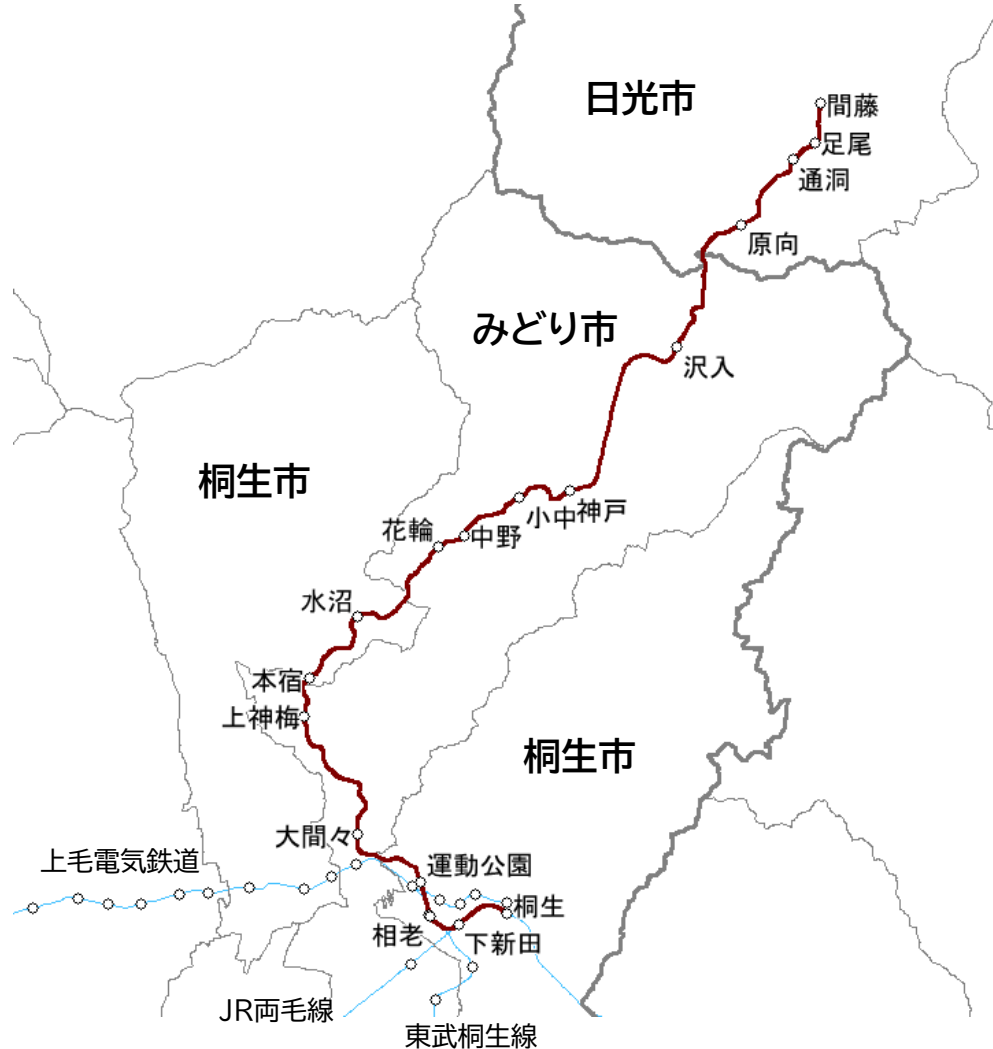 日光市
間藤
足尾
通洞
原向
みどり市
沢入
桐生市
神戸
小中
中野
花輪
水沼
本宿
上神梅
桐生市
大間々
上毛電気鉄道
運動公園
桐生
相老
下新田
JR両毛線
東武桐生線